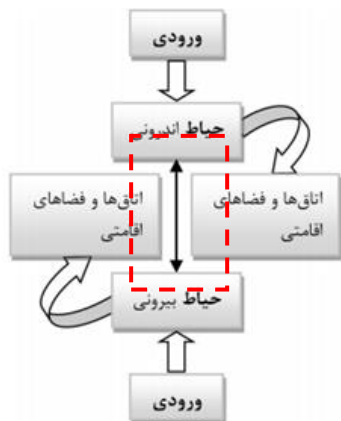 ورودی
حیاط اندرونی
اتاق‌ها و فضاهای
اقامتی
اتاق‌ها و فضاهای
اقامتی
حیاط بیرونی
ورودی